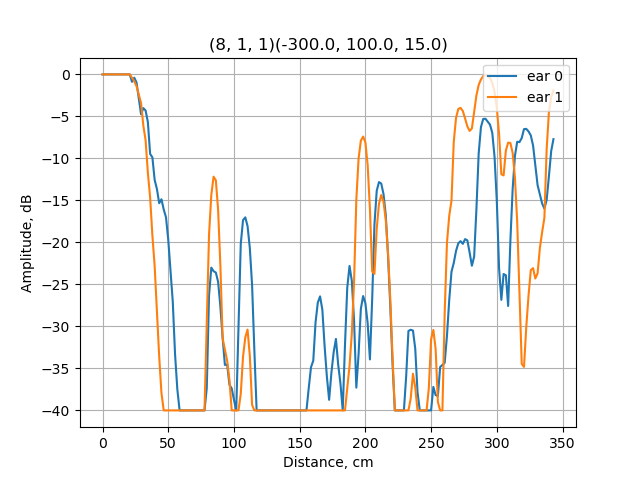 (8, 1, 1)(-300.0, 100.0, 15.0)
ear 0
ear 1
0
−5
−10
−15
−20
−25
−30
−35
−40
Amplitude, dB
0 50 100 150 200 250 300 350
Distance, cm